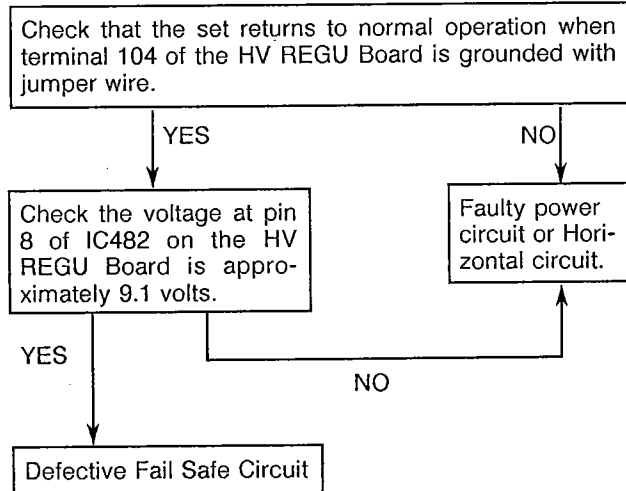 Check that the set returns to normal operation when
terminal 104 of the HV REGU Board is grounded with
jumper wire.
YES
NO
Check the voltage at pin
8 of IC482 on the HV
REGU Board is appro-
ximately 9.1 volts.
Faulty power
circuit or Hori-
zontal circuit.
YES
NO
Defective Fail Safe Circuit